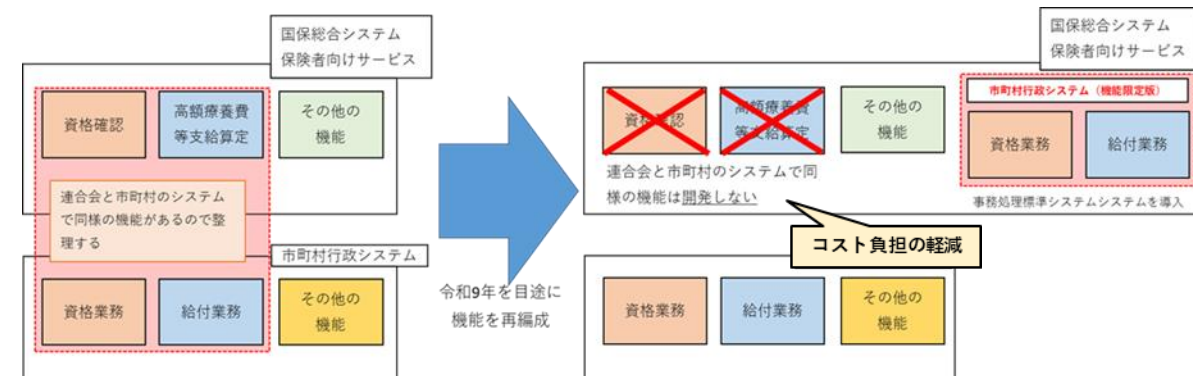 国保総合システム
保険者向けサービス
資格確認
高額療養費
等支給算定
その他の
機能
連合会と市町村のシステム
で同様の機能があるので整
理する
市町村行政システム
資格業務
給付業務
その他の
機能
令和9年を目途に
機能を再編成
国保総合システム
保険者向けサービス
資格確認
高額療養費
等支給算定
その他の
機能
市町村行政システム（機能限定版）
資格業務
給付業務
連合会と市町村のシステムで同
様の機能は開発しない
事務処理標準システムシステムを導入
コスト負担の軽減
資格業務
給付業務
その他の
機能